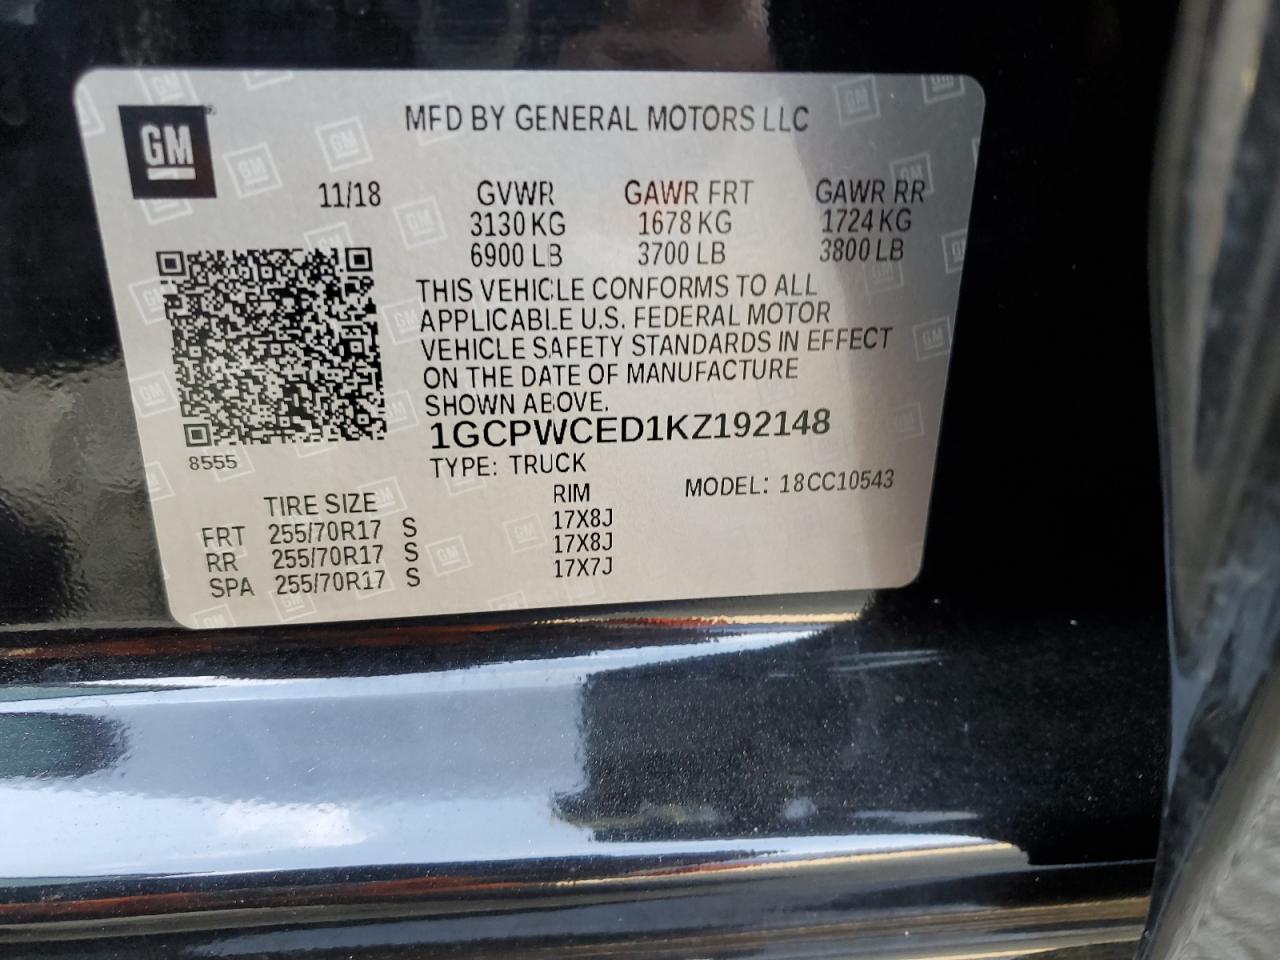 GM
MFD BY GENERAL MOTORS LLC
11/18 GVWR GAWR FRT GAWR RR
3130 KG 1678 KG 1724 KG
6900 LB 3700 LB 3800 LB
THIS VEHICLE CONFORMS TO ALL
APPLICABLE U.S. FEDERAL MOTOR
VEHICLE SAFETY STANDARDS IN EFFECT
ON THE DATE OF MANUFACTURE
SHOWN ABOVE.
1GCPWCED1KZ192148
8555
TYPE: TRUCK
MODEL: 18CC10543
TIRE SIZE RIM
FRT 255/70R17 S 17X8J
RR 255/70R17 S 17X8J
SPA 255/70R17 S 17X7J